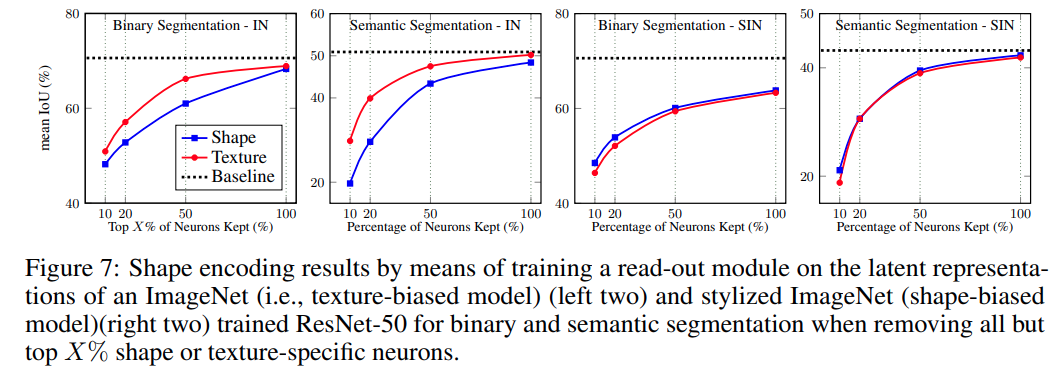 Binary Segmentation - IN
80
60
40
mean IoU (%)
10 20 50 100
Top X% of Neurons Kept (%)
Shape
Texture
Baseline
Semantic Segmentation - IN
60
50
40
20
10 20 50 100
Percentage of Neurons Kept (%)
Binary Segmentation - SIN
80
60
40
10 20 50 100
Percentage of Neurons Kept (%)
Semantic Segmentation - SIN
50
40
20
10 20 50 100
Percentage of Neurons Kept (%)
Figure 7: Shape encoding results by means of training a read-out module on the latent representa-
tions of an ImageNet (i.e., texture-biased model) (left two) and stylized ImageNet (shape-biased
model)(right two) trained ResNet-50 for binary and semantic segmentation when removing all but
top X% shape or texture-specific neurons.